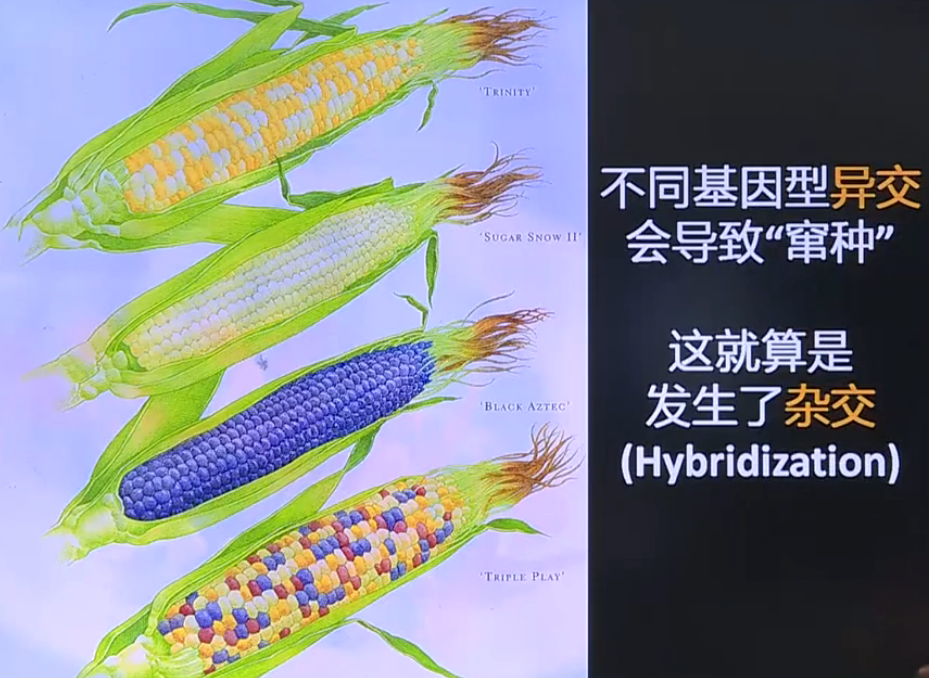 'TRINITY'
'SUGAR SNOW II'
'BLACK AZTEC'
'TRIPLE PLAY'
不同基因型异交
会导致“窜种”
这就算是
发生了杂交
(Hybridization)